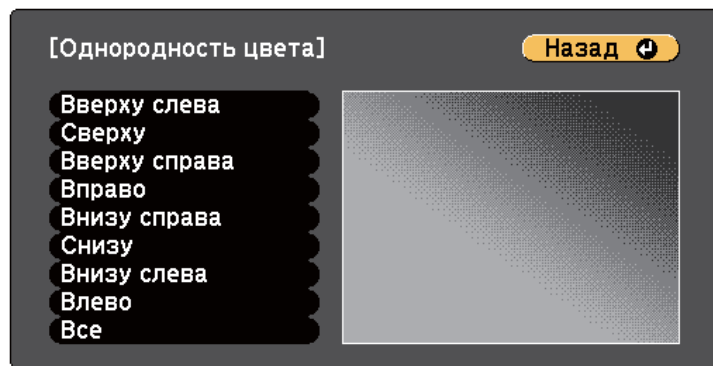 [Однородность цвета]
Назад
Вверху слева
Сверху
Вверху справа
Вправо
Внизу справа
Снизу
Внизу слева
Влево
Все